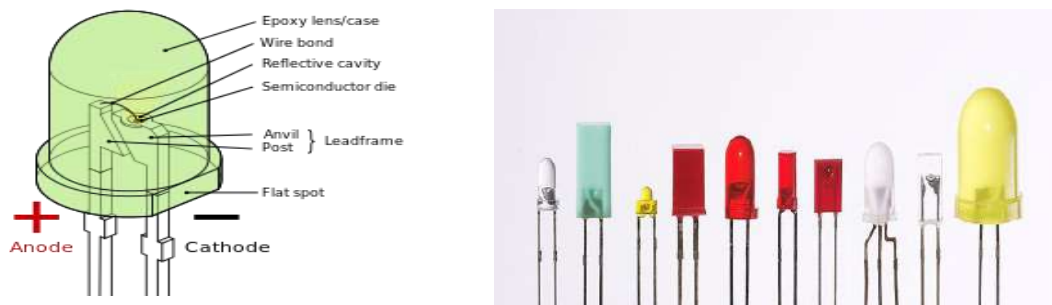 Epoxy lens/case
Wire bond
Reflective cavity
Semiconductor die
Anvil
Post } Leadframe
Flat spot
+ −
Anode Cathode